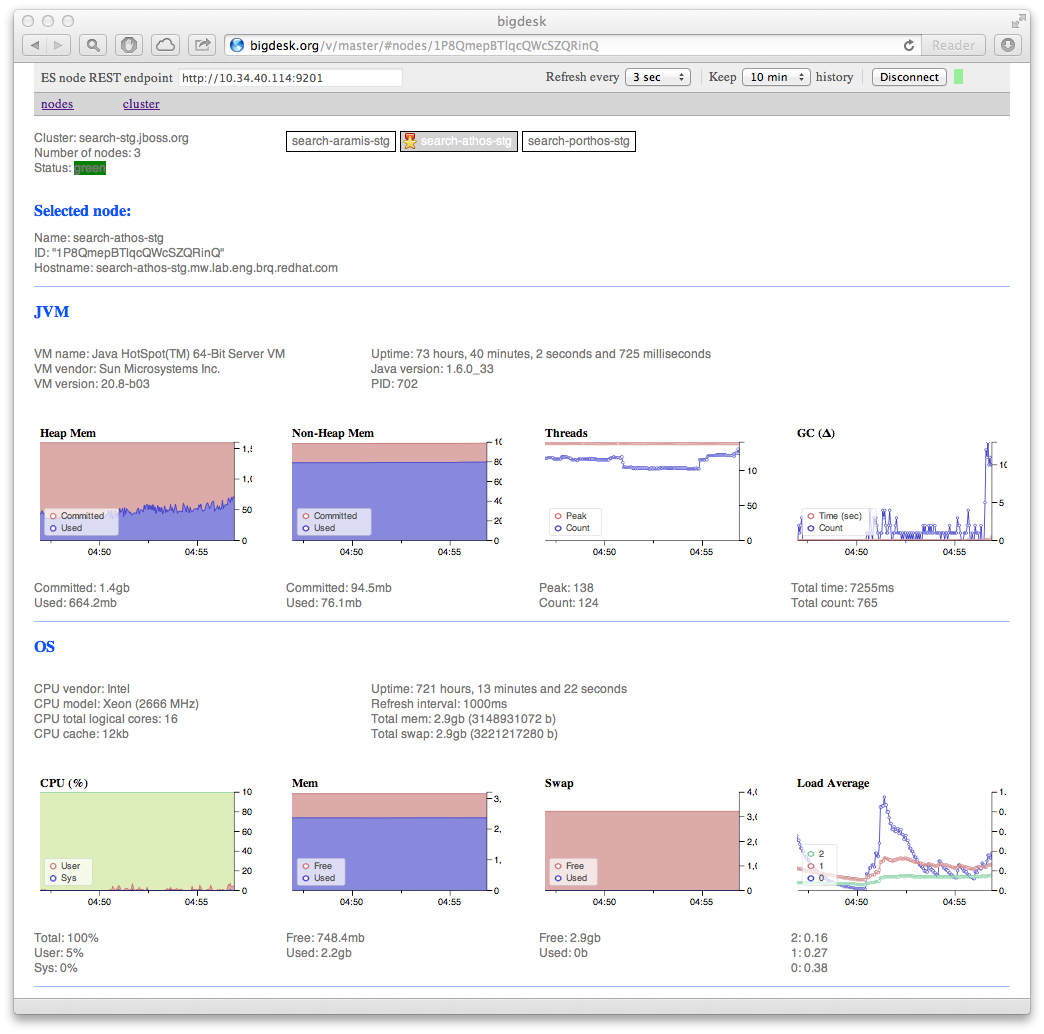 bigdesk
bigdesk.org/v/master/#nodes/1P8QmepBTlqcQWcSZQRinQ
Reader
ES node REST endpoint http://10.34.40.114:9201 Refresh every 3 sec Keep 10 min history Disconnect
nodes cluster
Cluster: search-stg.jboss.org
Number of nodes: 3
Status: green
search-aramis-stg search-athos-stg search-porthos-stg
Selected node:
Name: search-athos-stg
ID: "1P8QmepBTlqcQWcSZQRinQ"
Hostname: search-athos-stg.mw.lab.eng.brq.redhat.com
JVM
VM name: Java HotSpot(TM) 64-Bit Server VM
VM vendor: Sun Microsystems Inc.
VM version: 20.8-b03
Uptime: 73 hours, 40 minutes, 2 seconds and 725 milliseconds
Java version: 1.6.0_33
PID: 702
Heap Mem
1,5
1,0
500
0
Committed
Used
04:50 04:55
Committed: 1.4gb
Used: 664.2mb
Non-Heap Mem
10
80
60
40
20
0
Committed
Used
04:50 04:55
Committed: 94.5mb
Used: 76.1mb
Threads
10
50
0
Peak
Count
04:50 04:55
Peak: 138
Count: 124
GC (Δ)
10
5
0
Time (sec)
Count
04:50 04:55
Total time: 7255ms
Total count: 765
OS
CPU vendor: Intel
CPU model: Xeon (2666 MHz)
CPU total logical cores: 16
CPU cache: 12kb
Uptime: 721 hours, 13 minutes and 22 seconds
Refresh interval: 1000ms
Total mem: 2.9gb (3148931072 b)
Total swap: 2.9gb (3221217280 b)
CPU (%)
10
80
60
40
20
0
User
Sys
04:50 04:55
Total: 100%
User: 5%
Sys: 0%
Mem
3,
2,
1,
0
Free
Used
04:50 04:55
Free: 748.4mb
Used: 2.2gb
Swap
4,0
3,0
2,0
1,0
0
Free
Used
04:50 04:55
Free: 2.9gb
Used: 0b
Load Average
1.
0.
0.
0.
0.
0.
2
1
0
04:50 04:55
2: 0.16
1: 0.27
0: 0.38